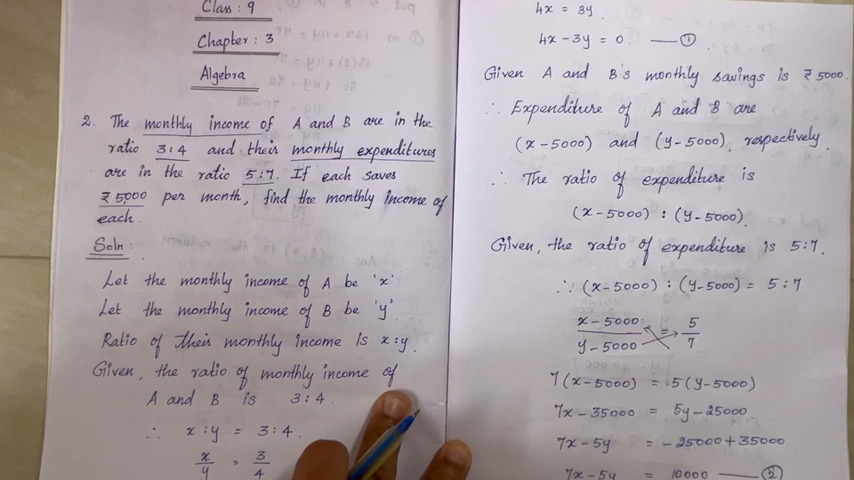 Class : 9
Chapter : 3
Algebra
2. The monthly income of A and B are in the
ratio 3:4 and their monthly expenditures
are in the ratio 5:7. If each saves
₹ 5000 per month, find the monthly income of
each.
Soln :
Let the monthly income of A be 'x'
Let the monthly income of B be 'y'.
Ratio of their monthly income is x:y.
Given, the ratio of monthly income of
A and B is 3:4.
∴ x:y = 3:4.
x/y = 3/4
4x = 3y.
4x - 3y = 0 — ①
Given A and B's monthly savings is ₹ 5000.
∴ Expenditure of A and B are
(x-5000) and (y-5000), respectively.
∴ The ratio of expenditure is
(x-5000) : (y-5000).
Given, the ratio of expenditure is 5:7.
∴ (x-5000) : (y-5000) = 5:7
x-5000/y-5000 = 5/7
7(x-5000) = 5(y-5000)
7x-35000 = 5y-25000
7x-5y = -25000+35000
7x-5y = 10000 — ②